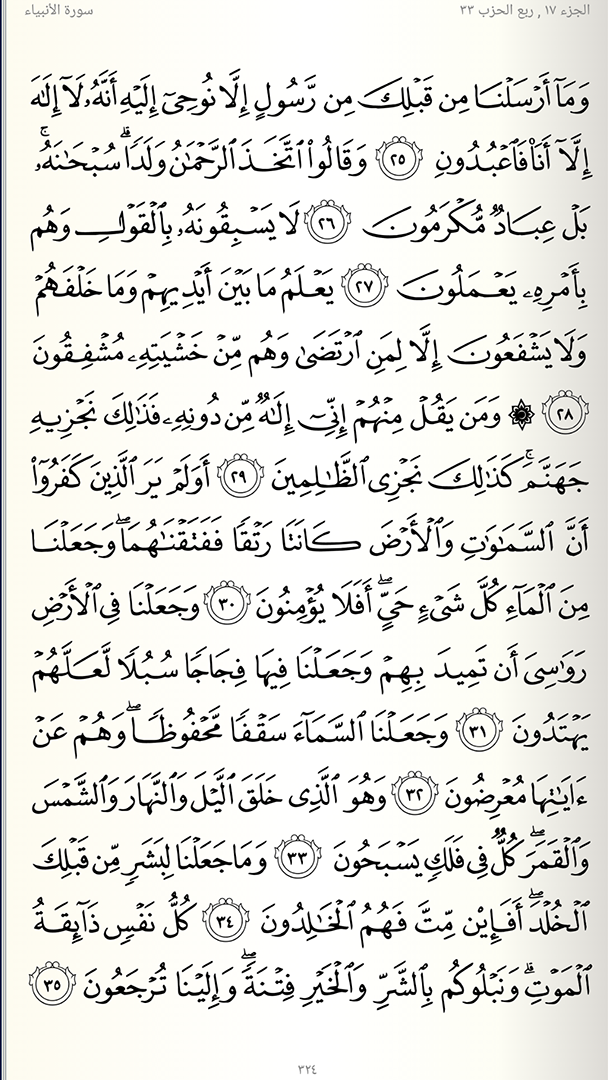 الجزء ١٧ , ربع الحزب ٣٣
سورة الأنبياء
وَمَآ أَرْسَلْنَا مِن قَبْلِكَ مِن رَّسُولٍ إِلَّا نُوحِىٓ إِلَيْهِ أَنَّهُۥ لَآ إِلَٰهَ
إِلَّآ أَنَا۠ فَٱعْبُدُونِ ٢٥ وَقَالُوا۟ ٱتَّخَذَ ٱلرَّحْمَٰنُ وَلَدًا ۗ سُبْحَٰنَهُۥ ۚ
بَلْ عِبَادٌ مُّكْرَمُونَ ٢٦ لَا يَسْبِقُونَهُۥ بِٱلْقَوْلِ وَهُم
بِأَمْرِهِۦ يَعْمَلُونَ ٢٧ يَعْلَمُ مَا بَيْنَ أَيْدِيهِمْ وَمَا خَلْفَهُمْ
وَلَا يَشْفَعُونَ إِلَّا لِمَنِ ٱرْتَضَىٰ وَهُم مِّنْ خَشْيَتِهِۦ مُشْفِقُونَ
٢٨ ۞ وَمَن يَقُلْ مِنْهُمْ إِنِّىٓ إِلَٰهٌ مِّن دُونِهِۦ فَذَٰلِكَ نَجْزِيهِ
جَهَنَّمَ ۚ كَذَٰلِكَ نَجْزِى ٱلظَّٰلِمِينَ ٢٩ أَوَلَمْ يَرَ ٱلَّذِينَ كَفَرُوٓا۟
أَنَّ ٱلسَّمَٰوَٰتِ وَٱلْأَرْضَ كَانَتَا رَتْقًا فَفَتَقْنَٰهُمَا ۖ وَجَعَلْنَا
مِنَ ٱلْمَآءِ كُلَّ شَىْءٍ حَىٍّ ۖ أَفَلَا يُؤْمِنُونَ ٣٠ وَجَعَلْنَا فِى ٱلْأَرْضِ
رَوَٰسِىَ أَن تَمِيدَ بِهِمْ وَجَعَلْنَا فِيهَا فِجَاجًا سُبُلًا لَّعَلَّهُمْ
يَهْتَدُونَ ٣١ وَجَعَلْنَا ٱلسَّمَآءَ سَقْفًا مَّحْفُوظًا ۖ وَهُمْ عَنْ
ءَايَٰتِهَا مُعْرِضُونَ ٣٢ وَهُوَ ٱلَّذِى خَلَقَ ٱلَّيْلَ وَٱلنَّهَارَ وَٱلشَّمْسَ
وَٱلْقَمَرَ ۖ كُلٌّ فِى فَلَكٍ يَسْبَحُونَ ٣٣ وَمَا جَعَلْنَا لِبَشَرٍ مِّن قَبْلِكَ
ٱلْخُلْدَ ۖ أَفَإِي۟ن مِّتَّ فَهُمُ ٱلْخَٰلِدُونَ ٣٤ كُلُّ نَفْسٍ ذَآئِقَةُ
ٱلْمَوْتِ ۗ وَنَبْلُوكُم بِٱلشَّرِّ وَٱلْخَيْرِ فِتْنَةً ۖ وَإِلَيْنَا تُرْجَعُونَ ٣٥
٣٢٤